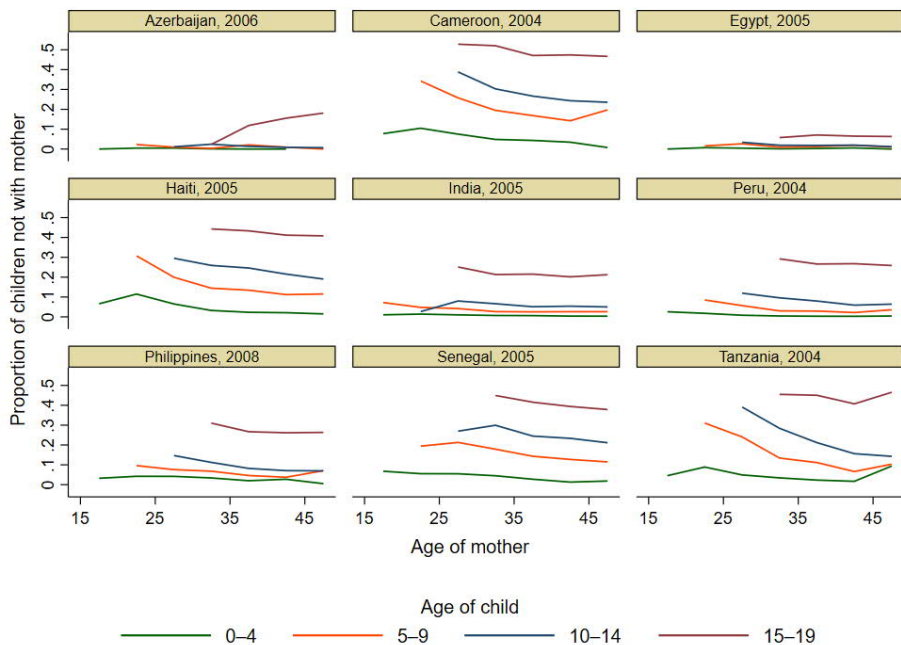 Azerbaijan, 2006
Cameroon, 2004
Egypt, 2005
.5
.4
.3
.2
.1
0
Haiti, 2005
India, 2005
Peru, 2004
.5
.4
.3
.2
.1
0
Philippines, 2008
Senegal, 2005
Tanzania, 2004
.5
.4
.3
.2
.1
0
Proportion of children not with mother
15 25 35 45 15 25 35 45 15 25 35 45
Age of mother
Age of child
0–4 5–9 10–14 15–19